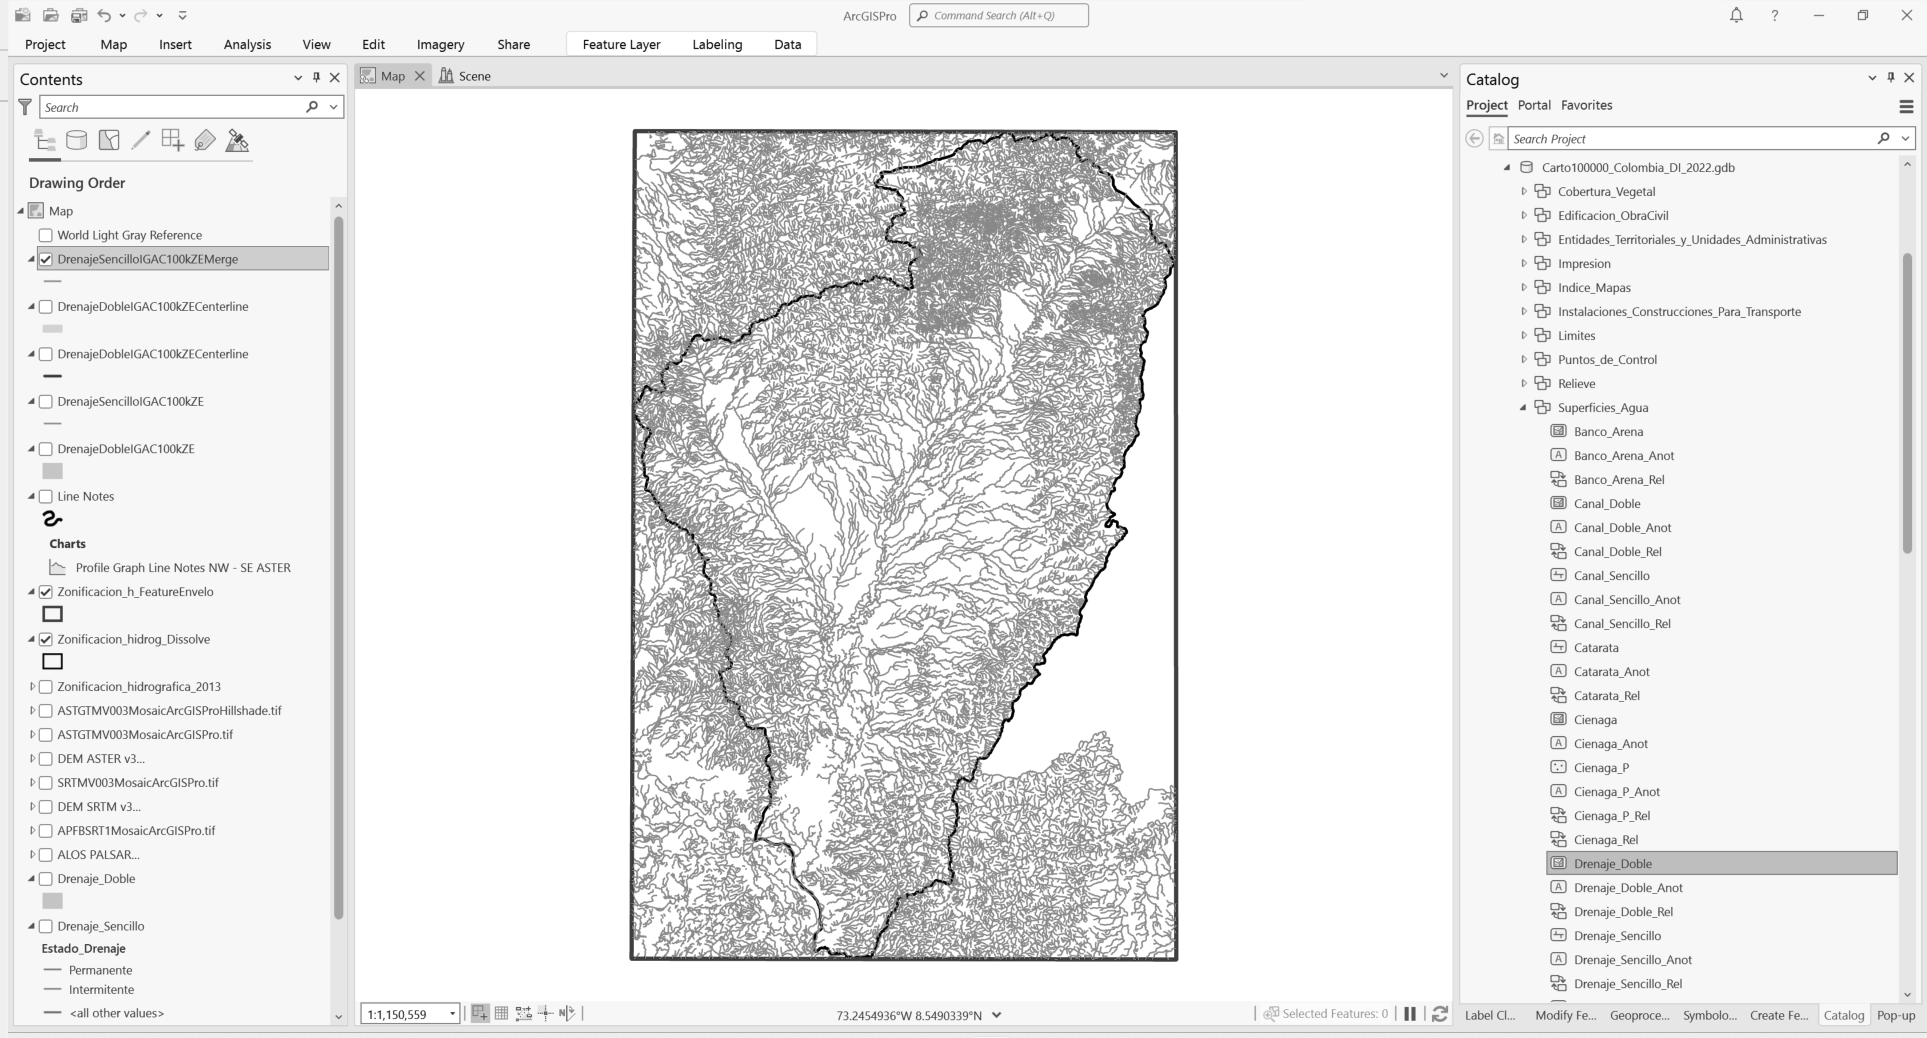 ArcGISPro
Command Search (Alt+Q)
?
Project Map Insert Analysis View Edit Imagery Share Feature Layer Labeling Data
Contents
Search
Drawing Order
Map
World Light Gray Reference
DrenajeSencilloIGAC100kZEMerge
DrenajeDobleIGAC100kZECenterline
DrenajeDobleIGAC100kZECenterline
DrenajeSencilloIGAC100kZE
DrenajeDobleIGAC100kZE
Line Notes
Charts
Profile Graph Line Notes NW - SE ASTER
Zonificacion_h_FeatureEnvelo
Zonificacion_hidrog_Dissolve
Zonificacion_hidrografica_2013
ASTGTMV003MosaicArcGISProHillshade.tif
ASTGTMV003MosaicArcGISPro.tif
DEM ASTER v3...
SRTMV003MosaicArcGISPro.tif
DEM SRTM v3...
APFBSRT1MosaicArcGISPro.tif
ALOS PALSAR...
Drenaje_Doble
Drenaje_Sencillo
Estado_Drenaje
Permanente
Intermitente
<all other values>
Map Scene
1:1,150,559
73.2454936°W 8.5490339°N
Selected Features: 0
Catalog
Project Portal Favorites
Search Project
Carto100000_Colombia_DI_2022.gdb
Cobertura_Vegetal
Edificacion_ObraCivil
Entidades_Territoriales_y_Unidades_Administrativas
Impresion
Indice_Mapas
Instalaciones_Construcciones_Para_Transporte
Limites
Puntos_de_Control
Relieve
Superficies_Agua
Banco_Arena
A Banco_Arena_Anot
Banco_Arena_Rel
Canal_Doble
A Canal_Doble_Anot
Canal_Doble_Rel
Canal_Sencillo
A Canal_Sencillo_Anot
Canal_Sencillo_Rel
Catarata
A Catarata_Anot
Catarata_Rel
Cienaga
A Cienaga_Anot
Cienaga_P
A Cienaga_P_Anot
Cienaga_P_Rel
Cienaga_Rel
Drenaje_Doble
A Drenaje_Doble_Anot
Drenaje_Doble_Rel
Drenaje_Sencillo
A Drenaje_Sencillo_Anot
Drenaje_Sencillo_Rel
Label Cl... Modify Fe... Geoproce... Symbolo... Create Fe... Catalog Pop-up